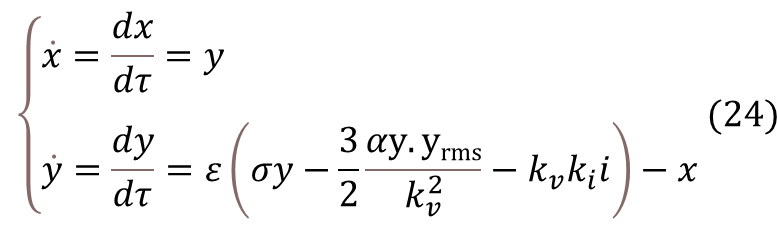 ẋ = dx/dτ = y
ẏ = dy/dτ = ε(σy − 3/2 αy.y_rms/k_v^2 − k_v k_i i) − x (24)